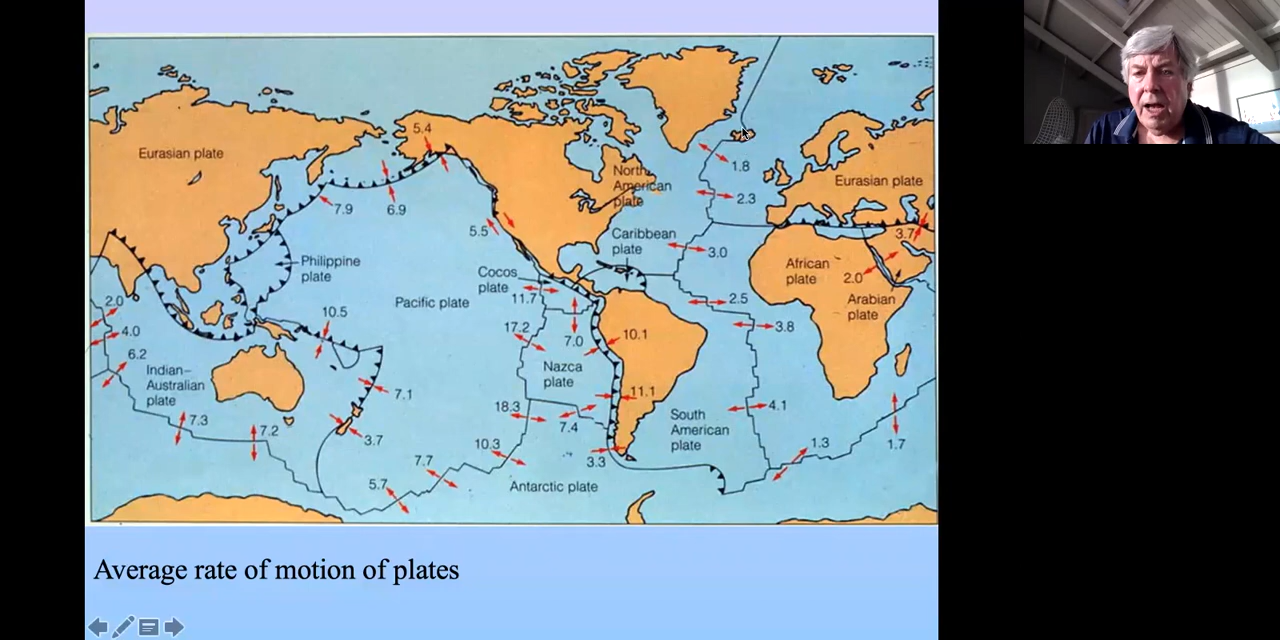 5.4
Eurasian plate
North
American
plate
1.8
2.3
Eurasian plate
7.9
6.9
5.5
Caribbean
plate
3.0
3.7
Philippine
plate
Cocos
plate
11.7
African
plate
2.0
Arabian
plate
Pacific plate
2.0
4.0
6.2
10.5
17.2
7.0
10.1
2.5
3.8
Indian–
Australian
plate
Nazca
plate
7.1
11.1
7.3
7.2
3.7
18.3
7.4
South
American
plate
4.1
10.3
3.3
1.3
1.7
5.7
7.7
Antarctic plate
Average rate of motion of plates